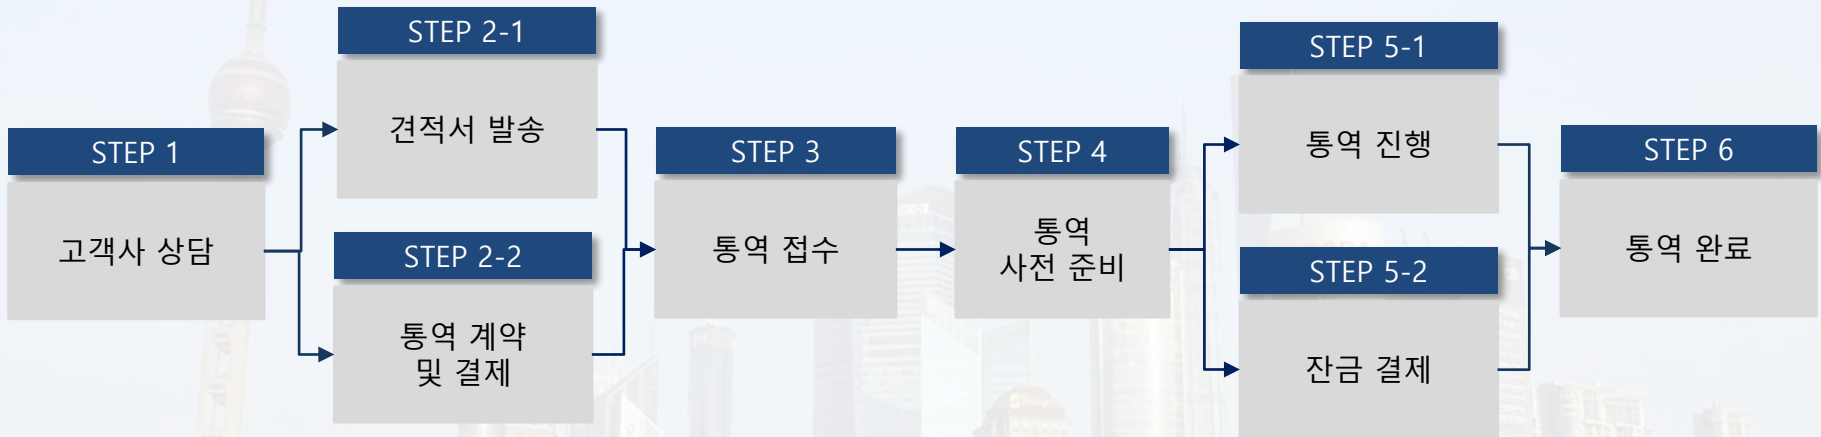 STEP 1
고객사 상담
STEP 2-1
견적서 발송
STEP 2-2
통역 계약
및 결제
STEP 3
통역 접수
STEP 4
통역
사전 준비
STEP 5-1
통역 진행
STEP 5-2
잔금 결제
STEP 6
통역 완료